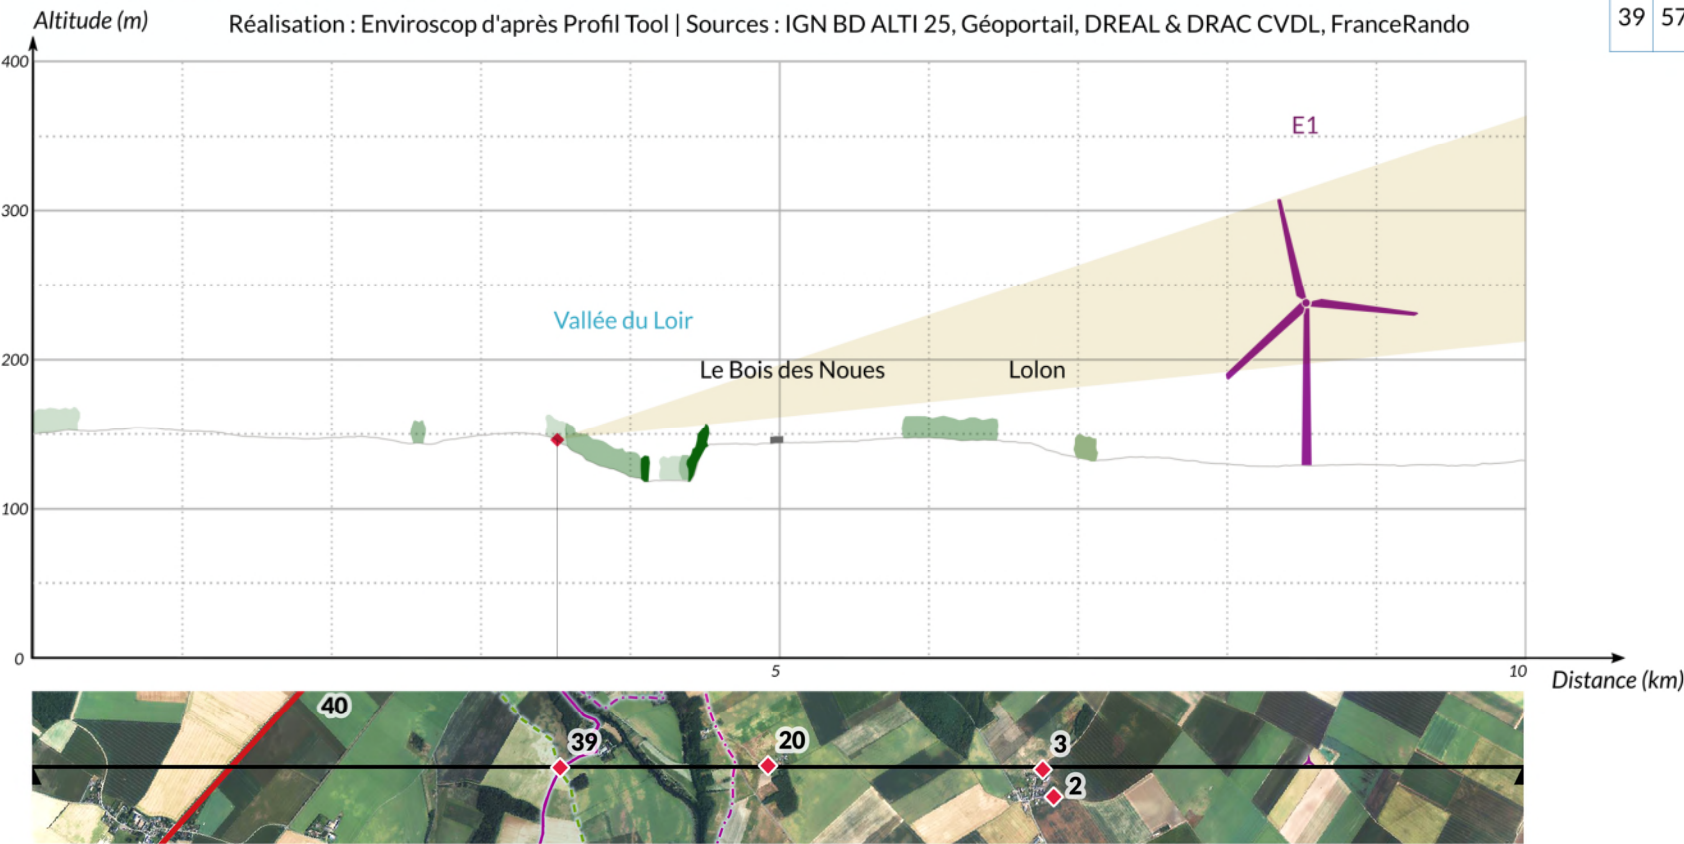 Altitude (m)
Réalisation : Enviroscop d'après Profil Tool | Sources : IGN BD ALTI 25, Géoportail, DREAL & DRAC CVDL, FranceRando
39 57
400
E1
300
Vallée du Loir
200
Le Bois des Noues
Lolon
100
0
5
10
Distance (km)
40
39
20
3
2